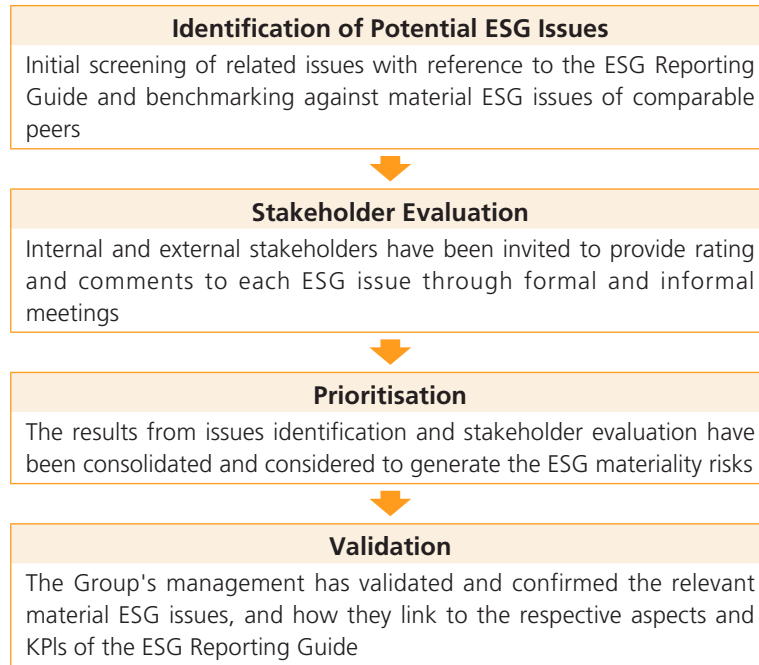 Identification of Potential ESG Issues
Initial screening of related issues with reference to the ESG Reporting
Guide and benchmarking against material ESG issues of comparable
peers
Stakeholder Evaluation
Internal and external stakeholders have been invited to provide rating
and comments to each ESG issue through formal and informal
meetings
Prioritisation
The results from issues identification and stakeholder evaluation have
been consolidated and considered to generate the ESG materiality risks
Validation
The Group's management has validated and confirmed the relevant
material ESG issues, and how they link to the respective aspects and
KPIs of the ESG Reporting Guide